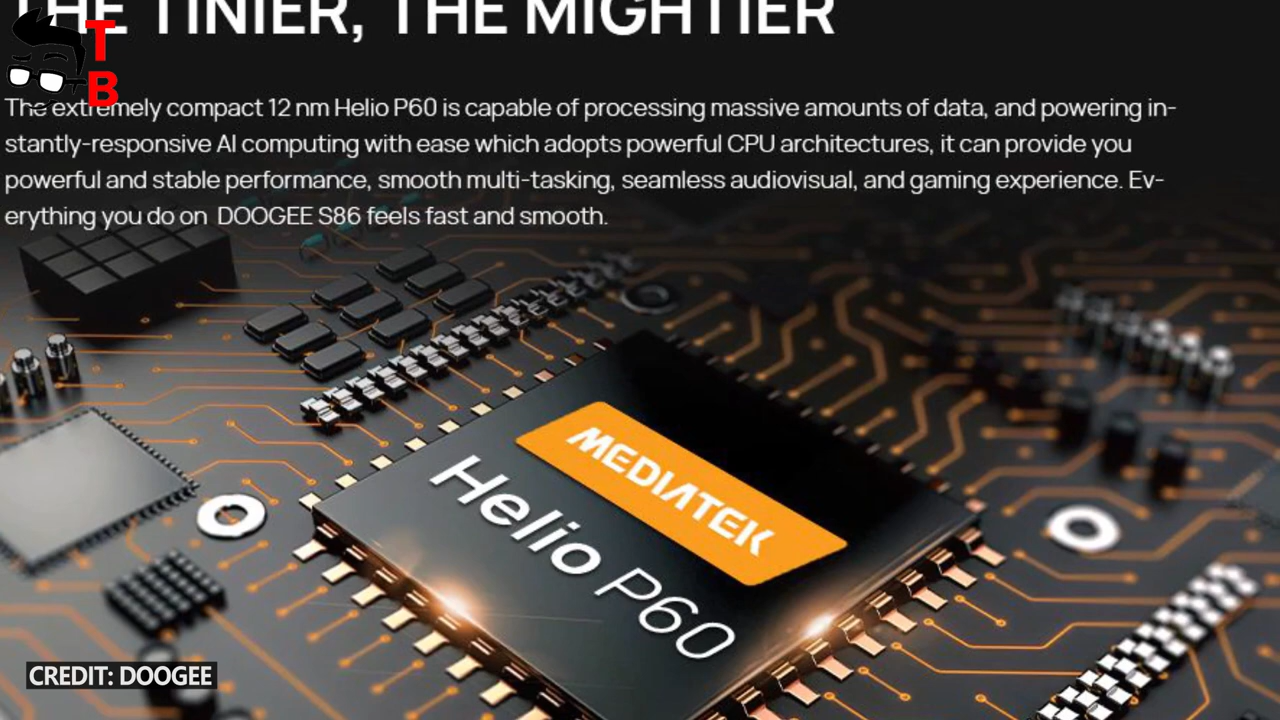 THE TINIER, THE MIGHTIER
T
B
The extremely compact 12 nm Helio P60 is capable of processing massive amounts of data, and powering in-
stantly-responsive AI computing with ease which adopts powerful CPU architectures, it can provide you
powerful and stable performance, smooth multi-tasking, seamless audiovisual, and gaming experience. Ev-
erything you do on DOOGEE S86 feels fast and smooth.
MEDIATEK
Helio P60
CREDIT: DOOGEE